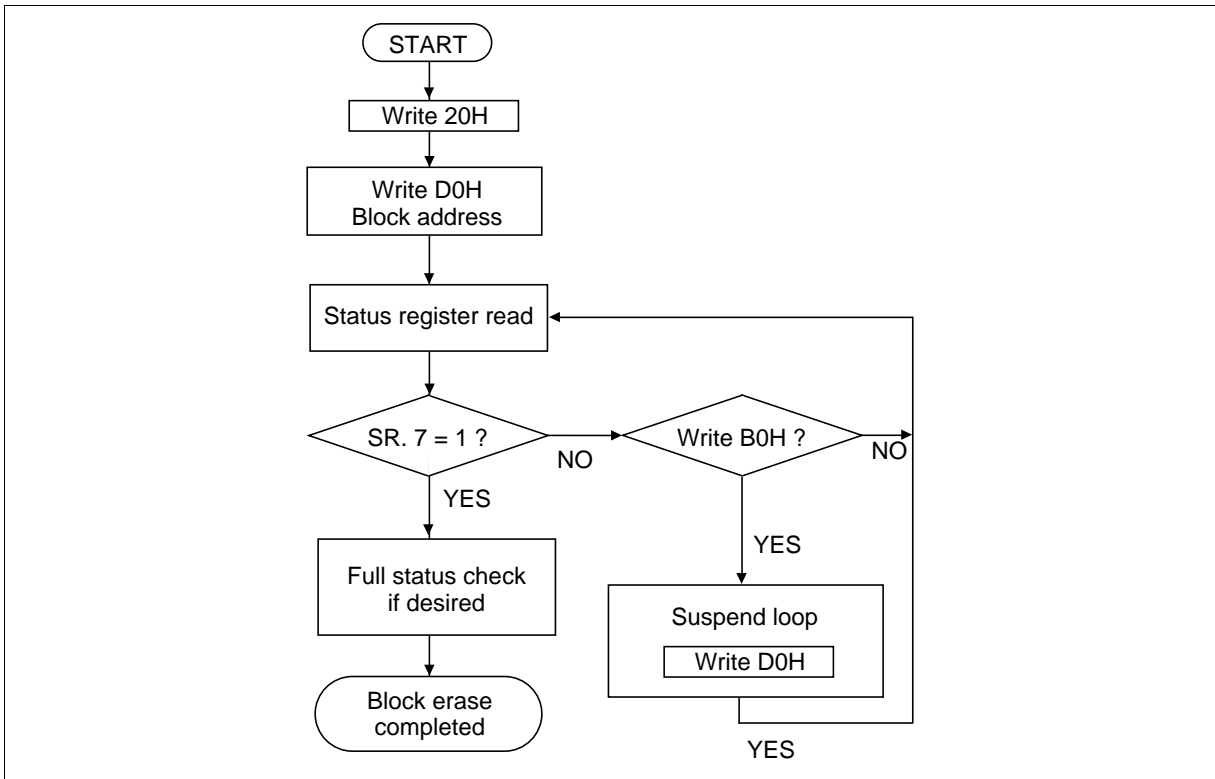 START
Write 20H
Write D0H
Block address
Status register read
SR. 7 = 1 ?
NO
Write B0H ?
NO
YES
YES
Full status check
if desired
Suspend loop
Write D0H
Block erase
completed
YES